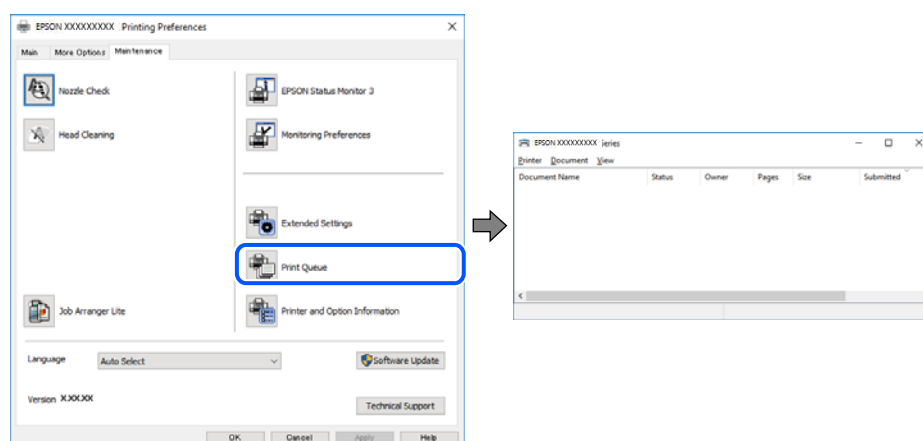 EPSON XXXXXXXXX Printing Preferences
Main More Options Maintenance
Nozzle Check
EPSON Status Monitor 3
Head Cleaning
Monitoring Preferences
Extended Settings
Print Queue
Job Arranger Lite
Printer and Option Information
Language Auto Select
Software Update
Version X.XX.XX
Technical Support
OK Cancel Apply Help
EPSON XXXXXXXXX ieries
Printer Document View
Document Name Status Owner Pages Size Submitted